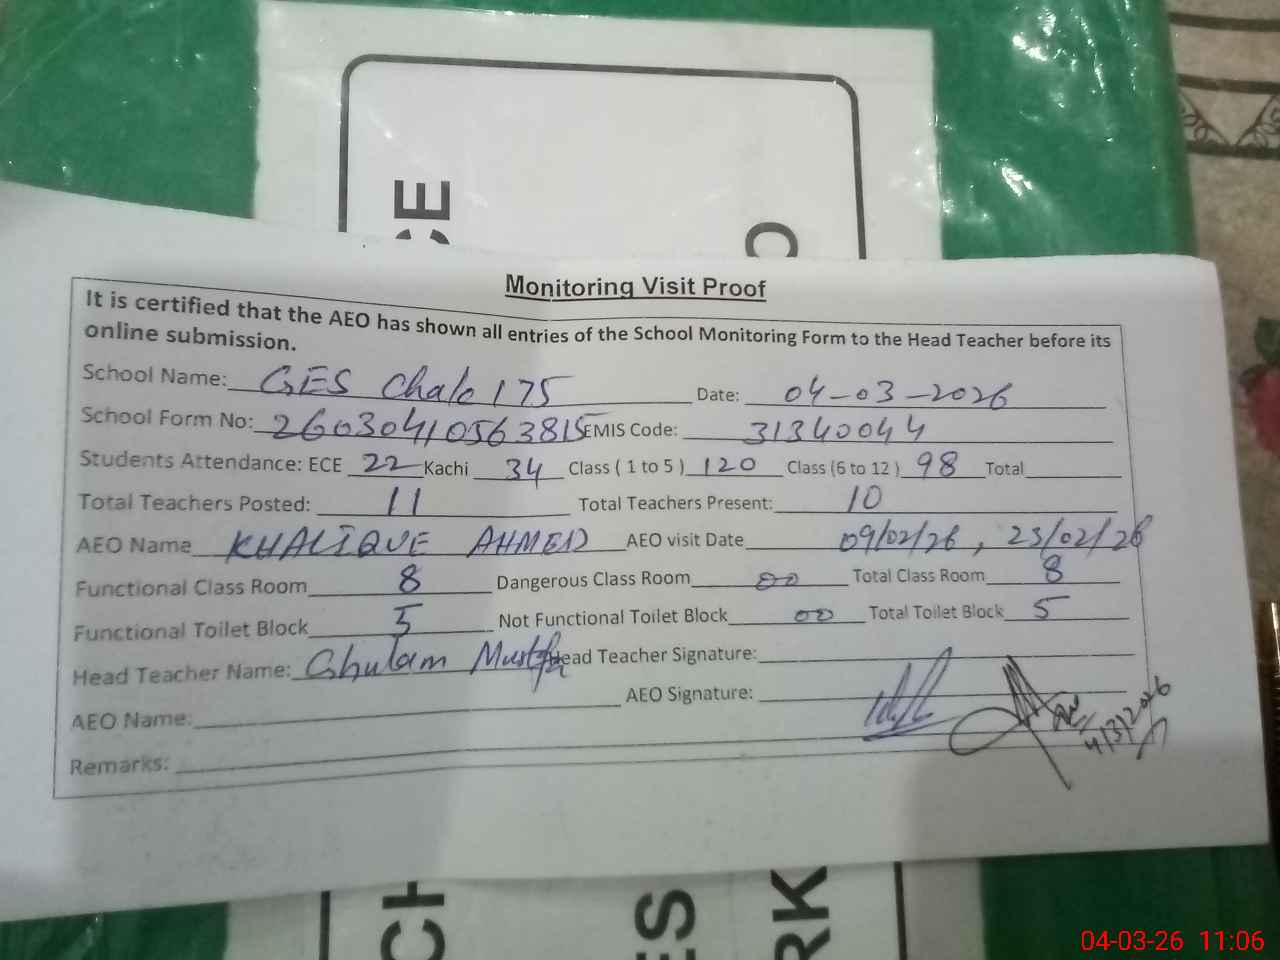 CE
O
Monitoring Visit Proof
It is certified that the AEO has shown all entries of the School Monitoring Form to the Head Teacher before its
online submission.
School Name: GES Chalo 175 Date: 04-03-2026
School Form No: 26030410563815 EMIS Code: 31340044
Students Attendance: ECE 22 Kachi 34 Class ( 1 to 5 ) 120 Class (6 to 12 ) 98 Total
Total Teachers Posted: 11 Total Teachers Present: 10
AEO Name KHALIQUE AHMED AEO visit Date 09/02/26 , 23/02/26
Functional Class Room 8 Dangerous Class Room 00 Total Class Room 8
Functional Toilet Block 5 Not Functional Toilet Block 00 Total Toilet Block 5
Head Teacher Name: Ghulam Mustfa Head Teacher Signature:
AEO Name: AEO Signature:
4/3/2026
Remarks:
CH
ES
RK
04-03-26 11:06